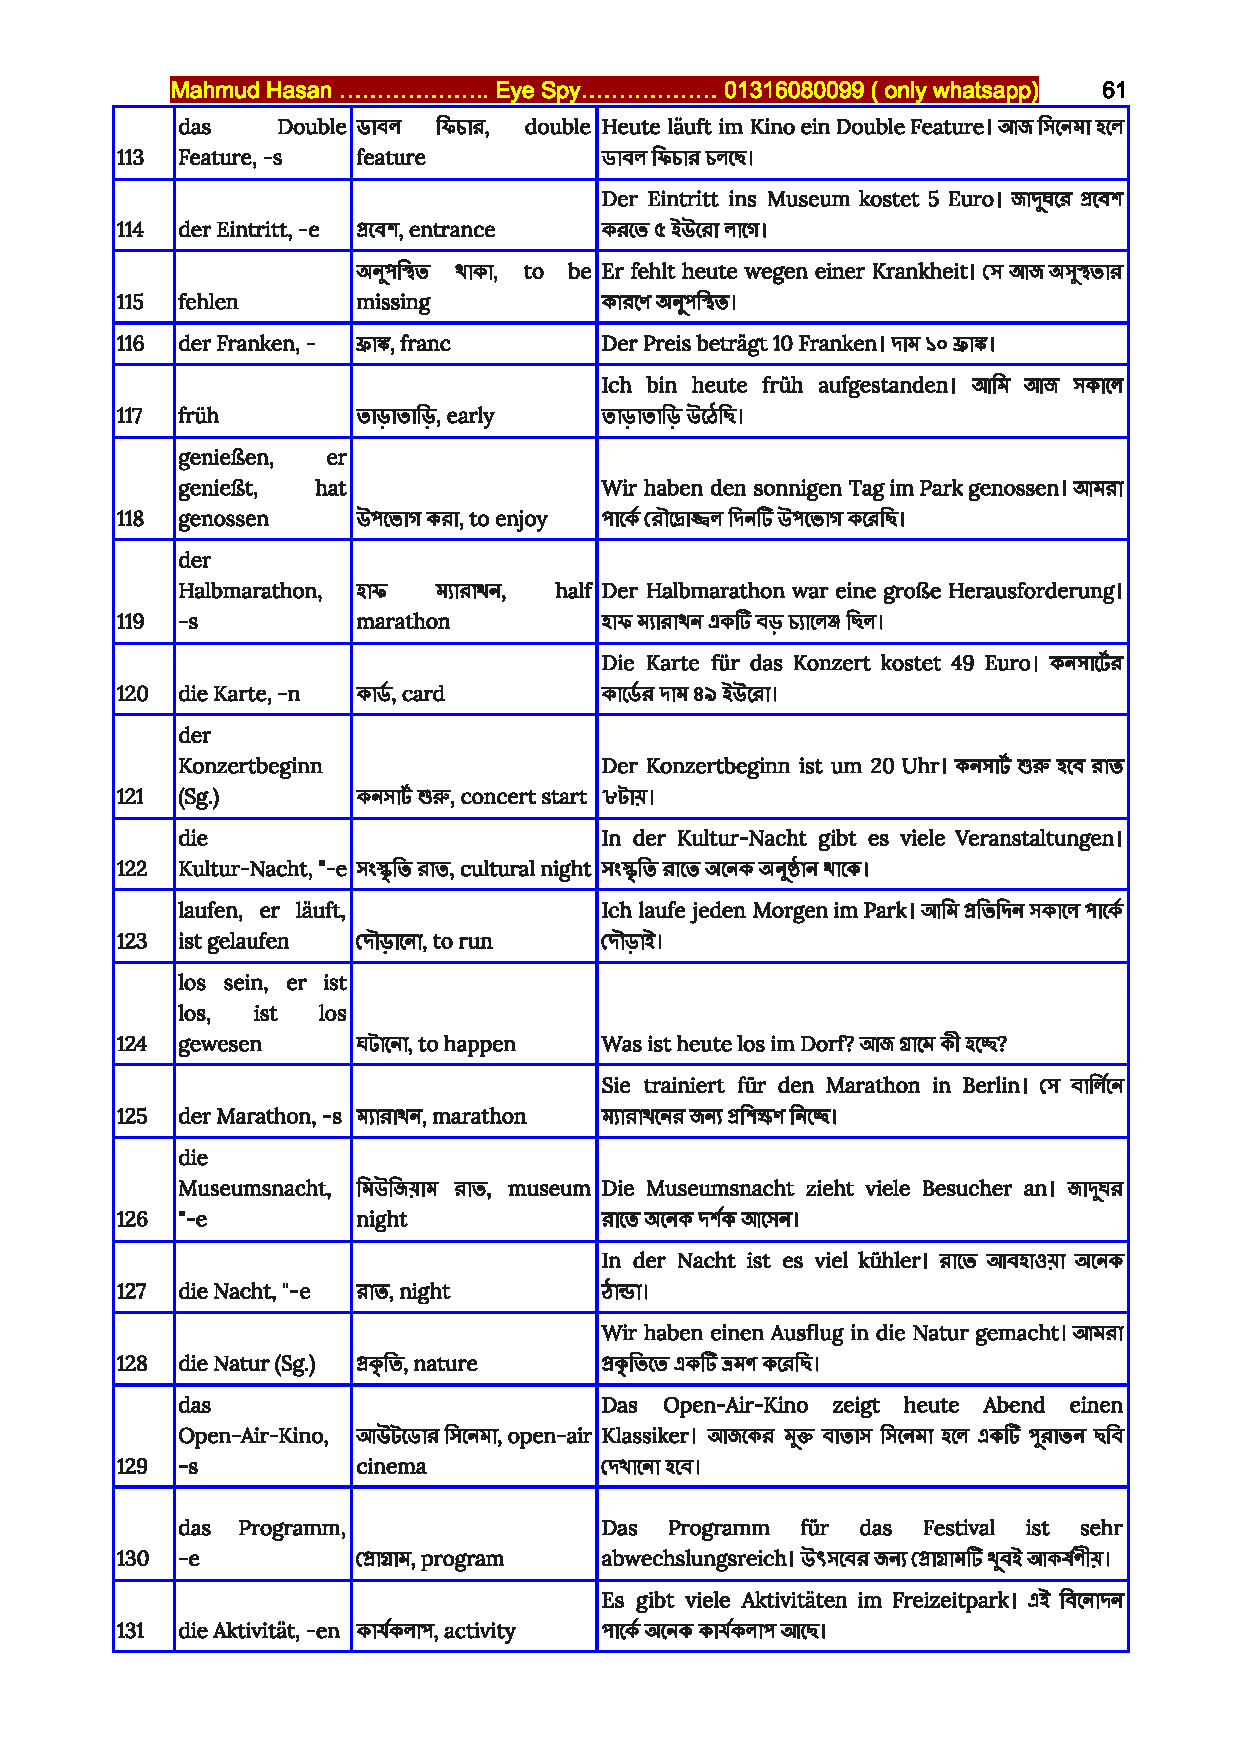 Mahmud Hasan ……………….. Eye Spy……………… 01316080099 ( only whatsapp) 61
das Double ডাবল ফিচার, double Heute läuft im Kino ein Double Feature। আজ সিনেমা হলে
113 Feature, -s feature ডাবল ফিচার চলছে।
Der Eintritt ins Museum kostet 5 Euro। জাদুঘরে প্রবেশ
114 der Eintritt, -e প্রবেশ, entrance করতে ৫ ইউরো লাগে।
অনুপস্থিত থাকা, to be Er fehlt heute wegen einer Krankheit। সে আজ অসুস্থতার
115 fehlen missing কারণে অনুপস্থিত।
116 der Franken, - ফ্রাঙ্ক, franc Der Preis beträgt 10 Franken। দাম ১০ ফ্রাঙ্ক।
Ich bin heute früh aufgestanden। আমি আজ সকালে
117 früh তাড়াতাড়ি, early তাড়াতাড়ি উঠেছি।
genießen, er
genießt, hat Wir haben den sonnigen Tag im Park genossen। আমরা
118 genossen উপভোগ করা, to enjoy পার্কে রৌদ্রোজ্জ্বল দিনটি উপভোগ করেছি।
der
Halbmarathon, হাফ ম্যারাথন, half Der Halbmarathon war eine große Herausforderung।
119 -s marathon হাফ ম্যারাথন একটি বড় চ্যালেঞ্জ ছিল।
Die Karte für das Konzert kostet 49 Euro। কনসার্টের
120 die Karte, -n কার্ড, card কার্ডের দাম ৪৯ ইউরো।
der
Konzertbeginn Der Konzertbeginn ist um 20 Uhr। কনসার্ট শুরু হবে রাত
121 (Sg.) কনসার্ট শুরু, concert start ৮টায়।
die In der Kultur-Nacht gibt es viele Veranstaltungen।
122 Kultur-Nacht, "-e সংস্কৃতি রাত, cultural night সংস্কৃতি রাতে অনেক অনুষ্ঠান থাকে।
laufen, er läuft, Ich laufe jeden Morgen im Park। আমি প্রতিদিন সকালে পার্কে
123 ist gelaufen দৌড়ানো, to run দৌড়াই।
los sein, er ist
los, ist los
124 gewesen ঘটানো, to happen Was ist heute los im Dorf? আজ গ্রামে কী হচ্ছে?
Sie trainiert für den Marathon in Berlin। সে বার্লিনে
125 der Marathon, -s ম্যারাথন, marathon ম্যারাথনের জন্য প্রশিক্ষণ নিচ্ছে।
die
Museumsnacht, মিউজিয়াম রাত, museum Die Museumsnacht zieht viele Besucher an। জাদুঘর
126 "-e night রাতে অনেক দর্শক আসেন।
In der Nacht ist es viel kühler। রাতে আবহাওয়া অনেক
127 die Nacht, "-e রাত, night ঠান্ডা।
Wir haben einen Ausflug in die Natur gemacht। আমরা
128 die Natur (Sg.) প্রকৃতি, nature প্রকৃতিতে একটি ভ্রমণ করেছি।
das Das Open-Air-Kino zeigt heute Abend einen
Open-Air-Kino, আউটডোর সিনেমা, open-air Klassiker। আজকের মুক্ত বাতাস সিনেমা হলে একটি পুরাতন ছবি
129 -s cinema দেখানো হবে।
das Programm, Das Programm für das Festival ist sehr
130 -e প্রোগ্রাম, program abwechslungsreich। উৎসবের জন্য প্রোগ্রামটি খুবই আকর্ষণীয়।
Es gibt viele Aktivitäten im Freizeitpark। এই বিনোদন
131 die Aktivität, -en কার্যকলাপ, activity পার্কে অনেক কার্যকলাপ আছে।